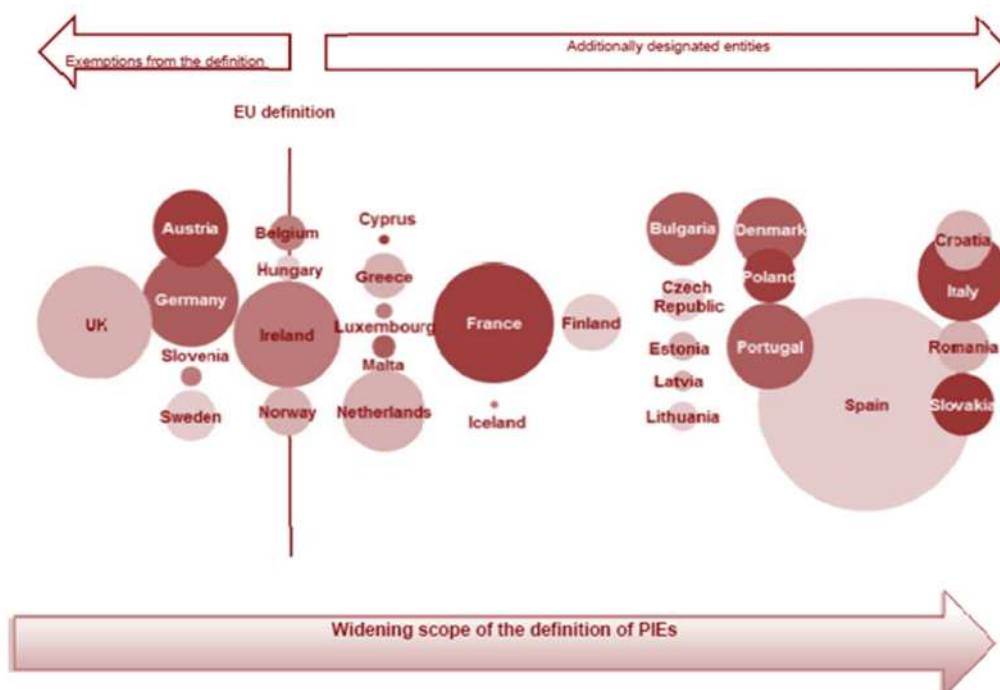 Exemptions from the definition
Additionally designated entities
EU definition
Austria
Belgium
Cyprus
Bulgaria
Denmark
Croatia
Hungary
Greece
Poland
Germany
Czech
Republic
Italy
UK
Ireland
Luxembourg
France
Finland
Slovenia
Malta
Estonia
Portugal
Romania
Latvia
Sweden
Norway
Netherlands
Iceland
Lithuania
Spain
Slovakia
Widening scope of the definition of PIEs